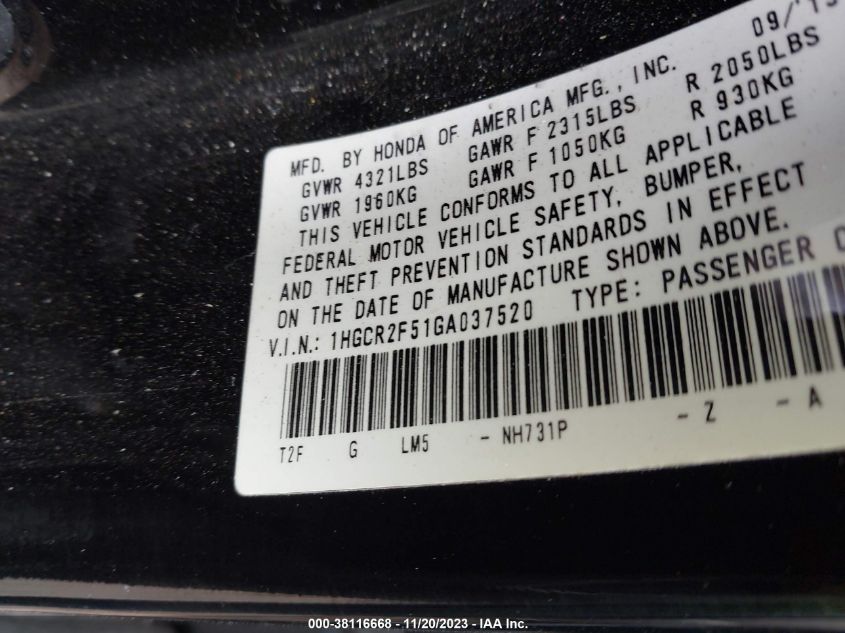 MFD. BY HONDA OF AMERICA MFG., INC. 09/'15
GVWR 4321LBS GAWR F 2315LBS R 2050LBS
GVWR 1960KG GAWR F 1050KG R 930KG
THIS VEHICLE CONFORMS TO ALL APPLICABLE
FEDERAL MOTOR VEHICLE SAFETY, BUMPER,
AND THEFT PREVENTION STANDARDS IN EFFECT
ON THE DATE OF MANUFACTURE SHOWN ABOVE.
V.I.N.: 1HGCR2F51GA037520 TYPE: PASSENGER
T2F G LM5 - NH731P - Z - A
000-38116668 - 11/20/2023 - IAA Inc.